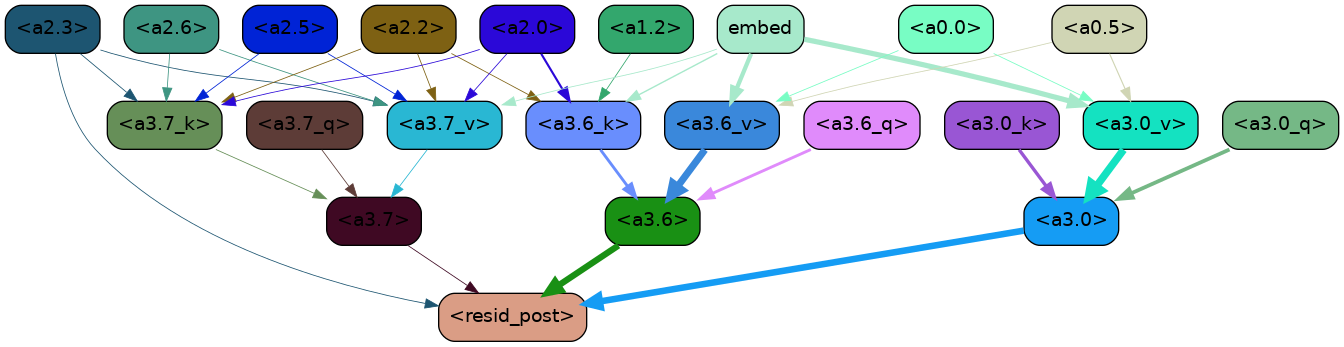 <a2.3> <a2.6> <a2.5> <a2.2> <a2.0> <a1.2> embed <a0.0> <a0.5>
<a3.7_k> <a3.7_q> <a3.7_v> <a3.6_k> <a3.6_v> <a3.6_q> <a3.0_k> <a3.0_v> <a3.0_q>
<a3.7> <a3.6> <a3.0>
<resid_post>